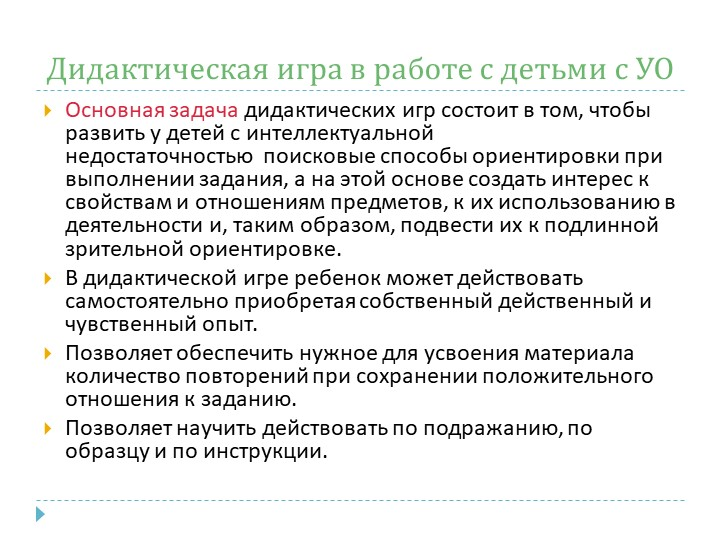 Дидактическая игра в работе с детьми с УО
Основная задача дидактических игр состоит в том, чтобы
развить у детей с интеллектуальной
недостаточностью поисковые способы ориентировки при
выполнении задания, а на этой основе создать интерес к
свойствам и отношениям предметов, к их использованию в
деятельности и, таким образом, подвести их к подлинной
зрительной ориентировке.
В дидактической игре ребенок может действовать
самостоятельно приобретая собственный действенный и
чувственный опыт.
Позволяет обеспечить нужное для усвоения материала
количество повторений при сохранении положительного
отношения к заданию.
Позволяет научить действовать по подражанию, по
образцу и по инструкции.